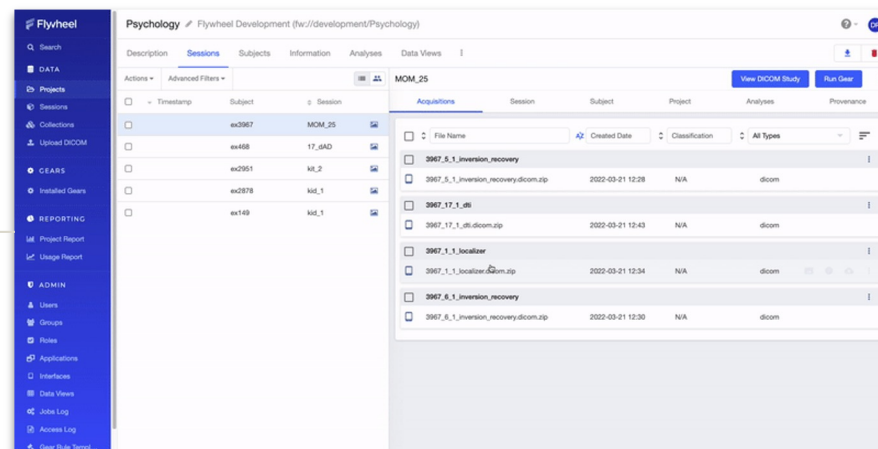 Flywheel
Psychology Flywheel Development (fw://development/Psychology)
Search
DATA
Projects
Sessions
Collections
Upload DICOM
GEARS
Installed Gears
REPORTING
Project Report
Usage Report
ADMIN
Users
Groups
Roles
Applications
Interfaces
Data Views
Jobs Log
Access Log
Gear Rule Templ
Description Sessions Subjects Information Analyses Data Views
Actions Advanced Filters
Timestamp Subject Session
ex3967 MOM_25
ex468 17_dAD
ex2951 kit_2
ex2878 kid_1
ex149 kid_1
MOM_25 View DICOM Study Run Gear
Acquisitions Session Subject Project Analyses Provenance
File Name Created Date Classification All Types
3967_5_1_inversion_recovery
3967_5_1_inversion_recovery.dicom.zip 2022-03-21 12:28 N/A dicom
3967_17_1_dti
3967_17_1_dti.dicom.zip 2022-03-21 12:43 N/A dicom
3967_1_1_localizer
3967_1_1_localizer.dicom.zip 2022-03-21 12:34 N/A dicom
3967_6_1_inversion_recovery
3967_6_1_inversion_recovery.dicom.zip 2022-03-21 12:30 N/A dicom